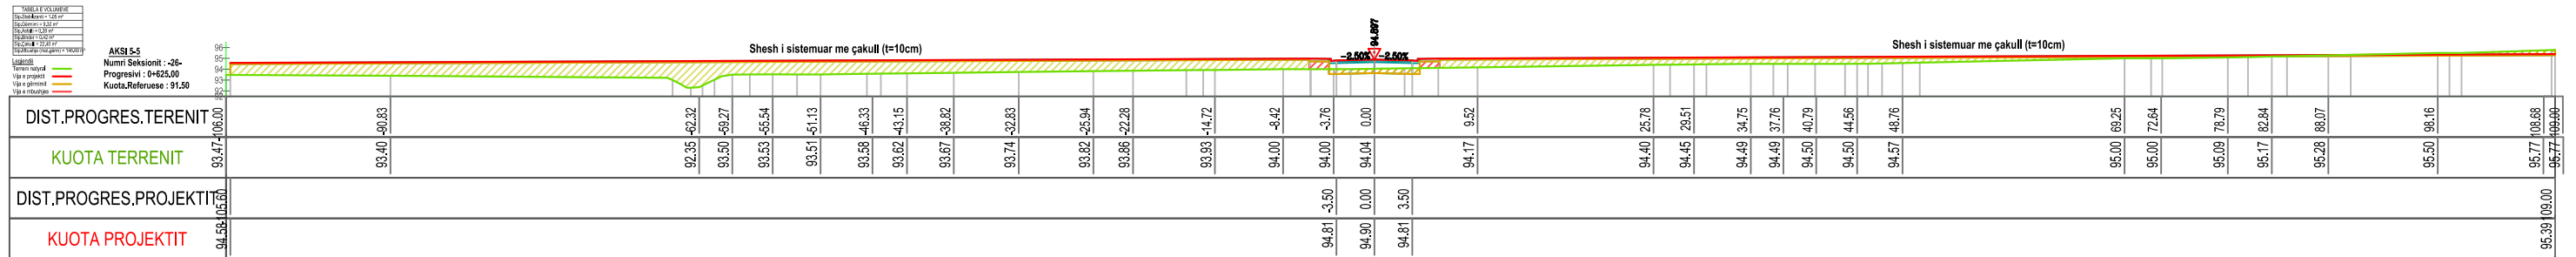 TABELA E VOLUMEVE
AKSI 5-5
Numri Seksionit : -26-
Progresivi : 0+625,00
Kuota.Referuese : 91.50
Legjenda
Terreni natyral
Vija e projektit
Vija e gërmimit
Vija e mbushjes
96
95
94
93
92
Shesh i sistemuar me çakull (t=10cm)
-2.50%
94.897
-2.50%
Shesh i sistemuar me çakull (t=10cm)
DIST.PROGRES.TERENIT -106.00 -90.83 -62.32 -59.27 -55.54 -51.13 -46.33 -43.15 -38.82 -32.83 -25.94 -22.28 -14.72 -8.42 -3.76 0.00 9.52 25.78 29.51 34.75 37.76 40.79 44.56 48.76 69.25 72.64 78.79 82.84 88.07 98.16 108.68 109.00
KUOTA TERRENIT 93.47 93.40 92.35 93.50 93.53 93.51 93.58 93.62 93.67 93.74 93.82 93.86 93.93 94.00 94.00 94.04 94.17 94.40 94.45 94.49 94.49 94.50 94.50 94.57 95.00 95.00 95.09 95.17 95.28 95.50 95.77 95.77
DIST.PROGRES.PROJEKTIT -105.60 -3.50 0.00 3.50 109.00
KUOTA PROJEKTIT 94.58 94.81 94.90 94.81 95.39